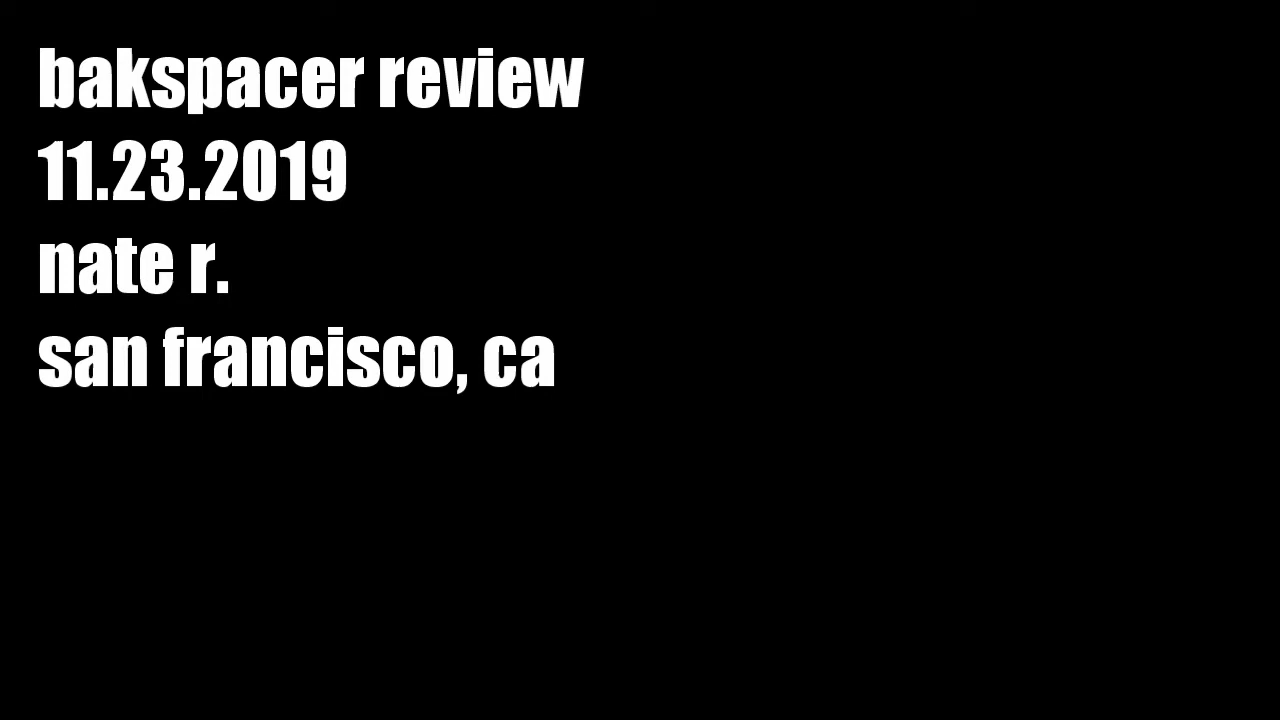 bakspacer review
11.23.2019
nate r.
san francisco, ca